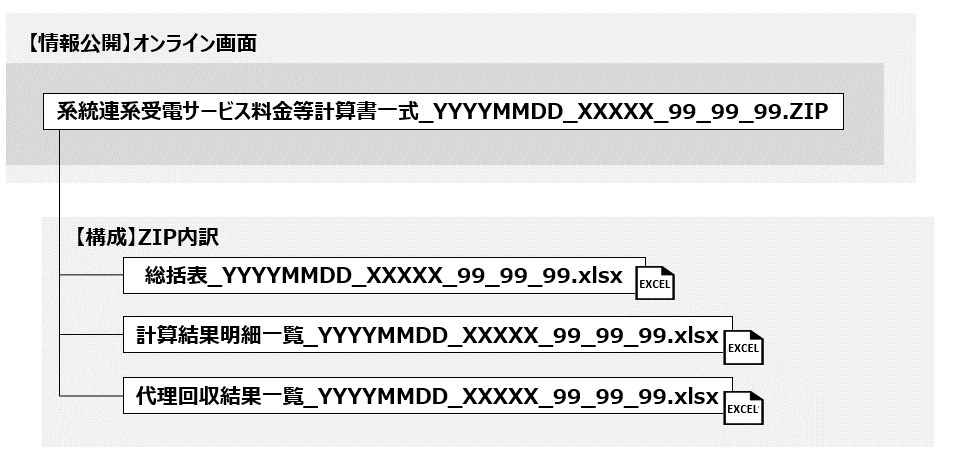 【情報公開】オンライン画面
系統連系受電サービス料金等計算書一式_YYYYMMDD_XXXXX_99_99_99.ZIP
【構成】ZIP内訳
総括表_YYYYMMDD_XXXXX_99_99_99.xlsx
EXCEL
計算結果明細一覧_YYYYMMDD_XXXXX_99_99_99.xlsx
EXCEL
代理回収結果一覧_YYYYMMDD_XXXXX_99_99_99.xlsx
EXCEL